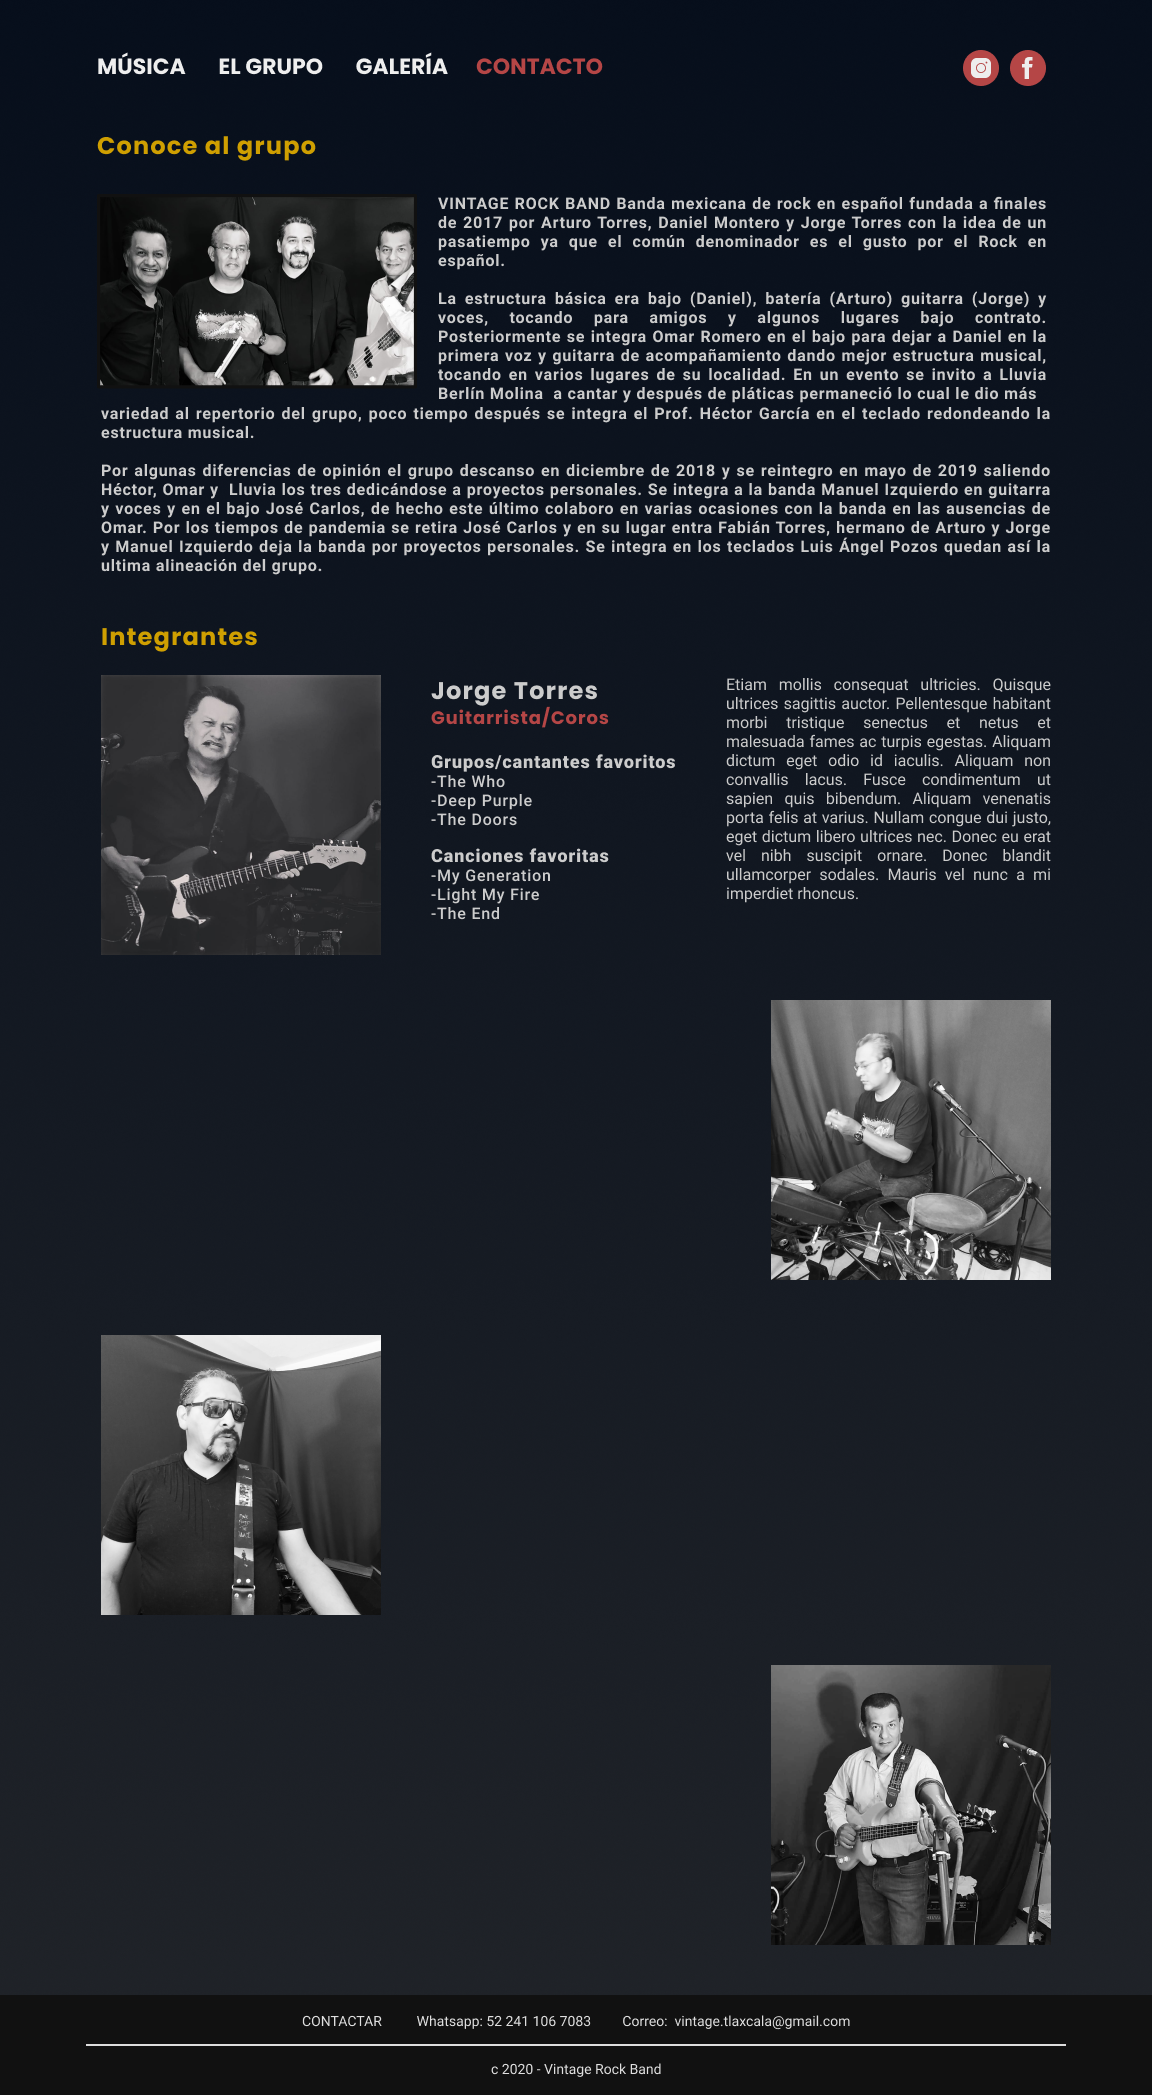 MÚSICA EL GRUPO GALERÍA CONTACTO
Conoce al grupo
VINTAGE ROCK BAND Banda mexicana de rock en español fundada a finales
de 2017 por Arturo Torres, Daniel Montero y Jorge Torres con la idea de un
pasatiempo ya que el común denominador es el gusto por el Rock en
español.
La estructura básica era bajo (Daniel), batería (Arturo) guitarra (Jorge) y
voces, tocando para amigos y algunos lugares bajo contrato.
Posteriormente se integra Omar Romero en el bajo para dejar a Daniel en la
primera voz y guitarra de acompañamiento dando mejor estructura musical,
tocando en varios lugares de su localidad. En un evento se invito a Lluvia
Berlín Molina a cantar y después de pláticas permaneció lo cual le dio más
variedad al repertorio del grupo, poco tiempo después se integra el Prof. Héctor García en el teclado redondeando la
estructura musical.
Por algunas diferencias de opinión el grupo descanso en diciembre de 2018 y se reintegro en mayo de 2019 saliendo
Héctor, Omar y Lluvia los tres dedicándose a proyectos personales. Se integra a la banda Manuel Izquierdo en guitarra
y voces y en el bajo José Carlos, de hecho este último colaboro en varias ocasiones con la banda en las ausencias de
Omar. Por los tiempos de pandemia se retira José Carlos y en su lugar entra Fabián Torres, hermano de Arturo y Jorge
y Manuel Izquierdo deja la banda por proyectos personales. Se integra en los teclados Luis Ángel Pozos quedan así la
ultima alineación del grupo.
Integrantes
Jorge Torres
Guitarrista/Coros
Grupos/cantantes favoritos
-The Who
-Deep Purple
-The Doors
Canciones favoritas
-My Generation
-Light My Fire
-The End
Etiam mollis consequat ultricies. Quisque
ultrices sagittis auctor. Pellentesque habitant
morbi tristique senectus et netus et
malesuada fames ac turpis egestas. Aliquam
dictum eget odio id iaculis. Aliquam non
convallis lacus. Fusce condimentum ut
sapien quis bibendum. Aliquam venenatis
porta felis at varius. Nullam congue dui justo,
eget dictum libero ultrices nec. Donec eu erat
vel nibh suscipit ornare. Donec blandit
ullamcorper sodales. Mauris vel nunc a mi
imperdiet rhoncus.
CONTACTAR Whatsapp: 52 241 106 7083 Correo: vintage.tlaxcala@gmail.com
c 2020 - Vintage Rock Band